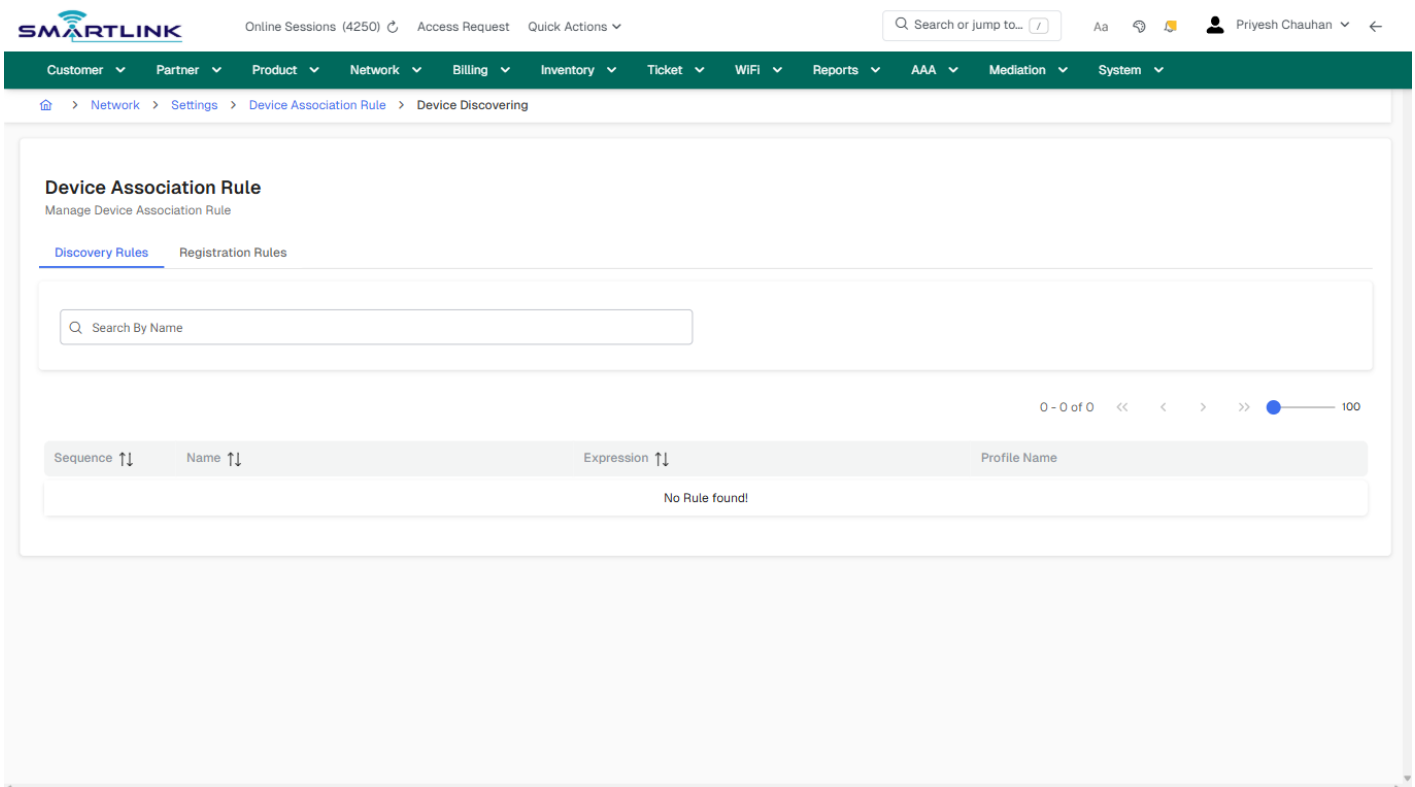 SMARTLINK Online Sessions (4250) Access Request Quick Actions Search or jump to... / Aa Priyesh Chauhan
Customer Partner Product Network Billing Inventory Ticket WiFi Reports AAA Mediation System
> Network > Settings > Device Association Rule > Device Discovering
Device Association Rule
Manage Device Association Rule
Discovery Rules Registration Rules
Search By Name
0 - 0 of 0 << < > >> 100
Sequence ↑↓ Name ↑↓ Expression ↑↓ Profile Name
No Rule found!